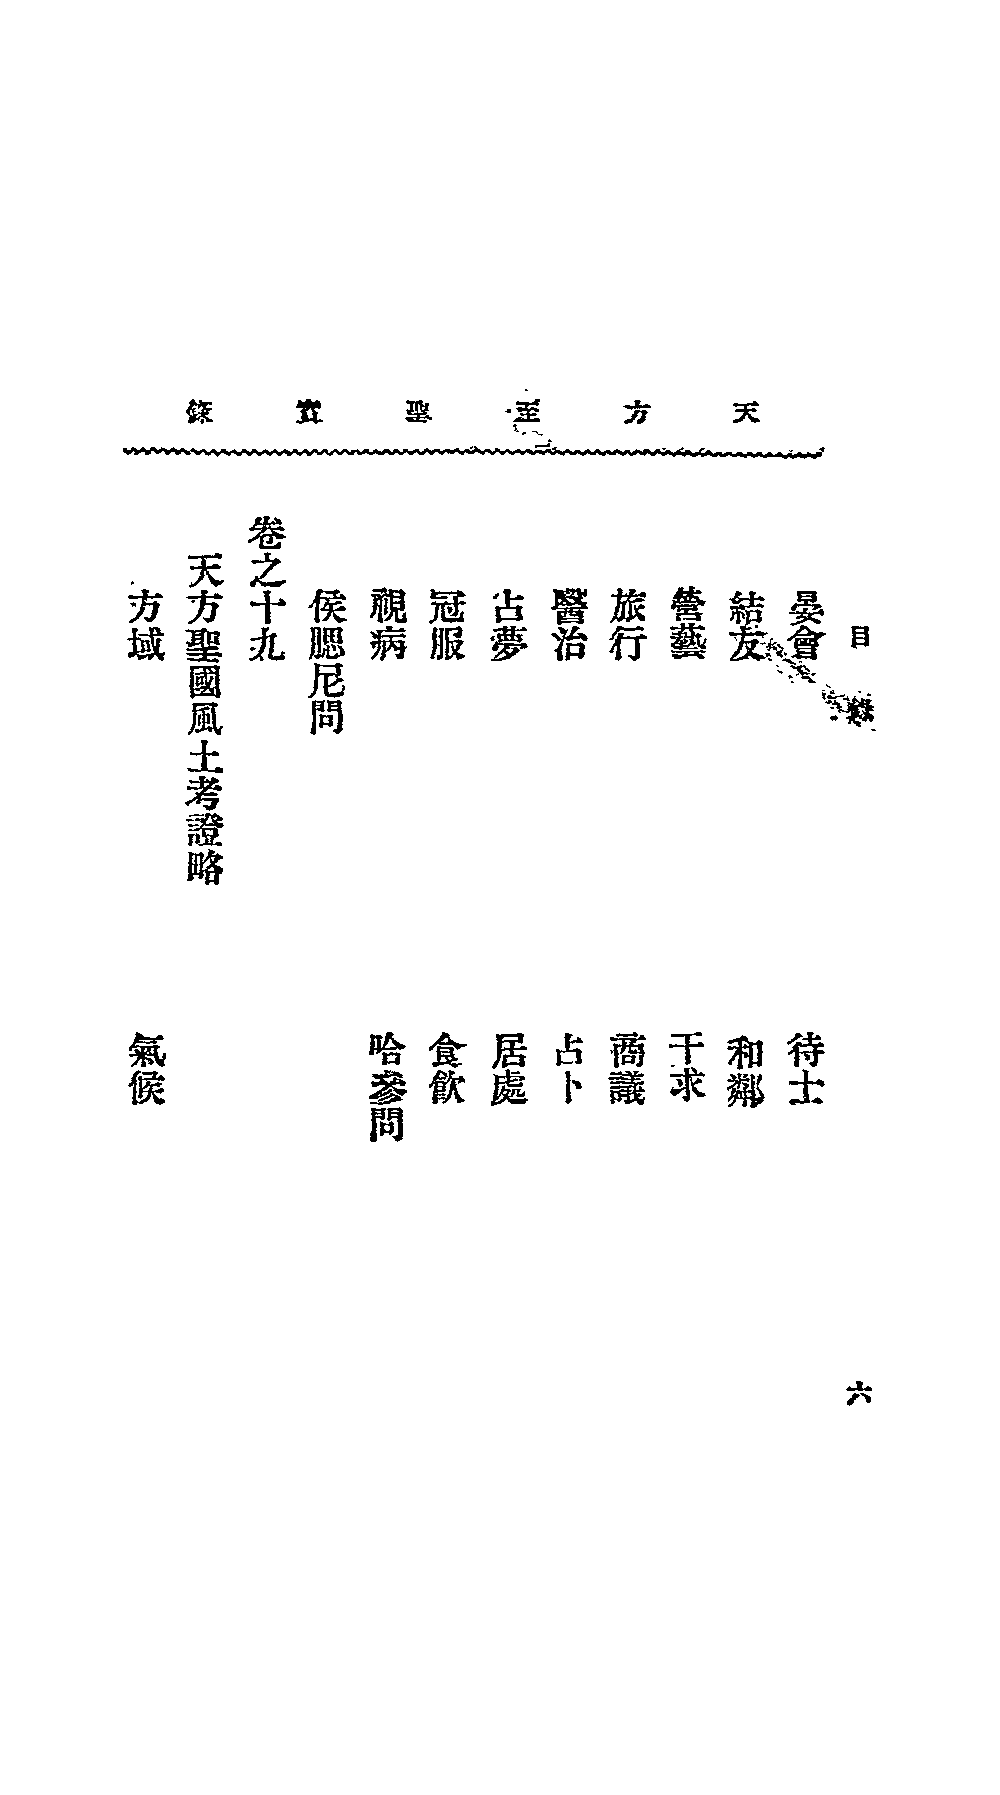 天方至聖實錄
目錄
六
晏會 待士
結友 和鄰
營藝 干求
旅行 商議
醫治 占卜
占夢 居處
冠服 食飲
視病 哈參問
侯腮尼問
卷之十九
天方聖國風土考證略
方域 氣候